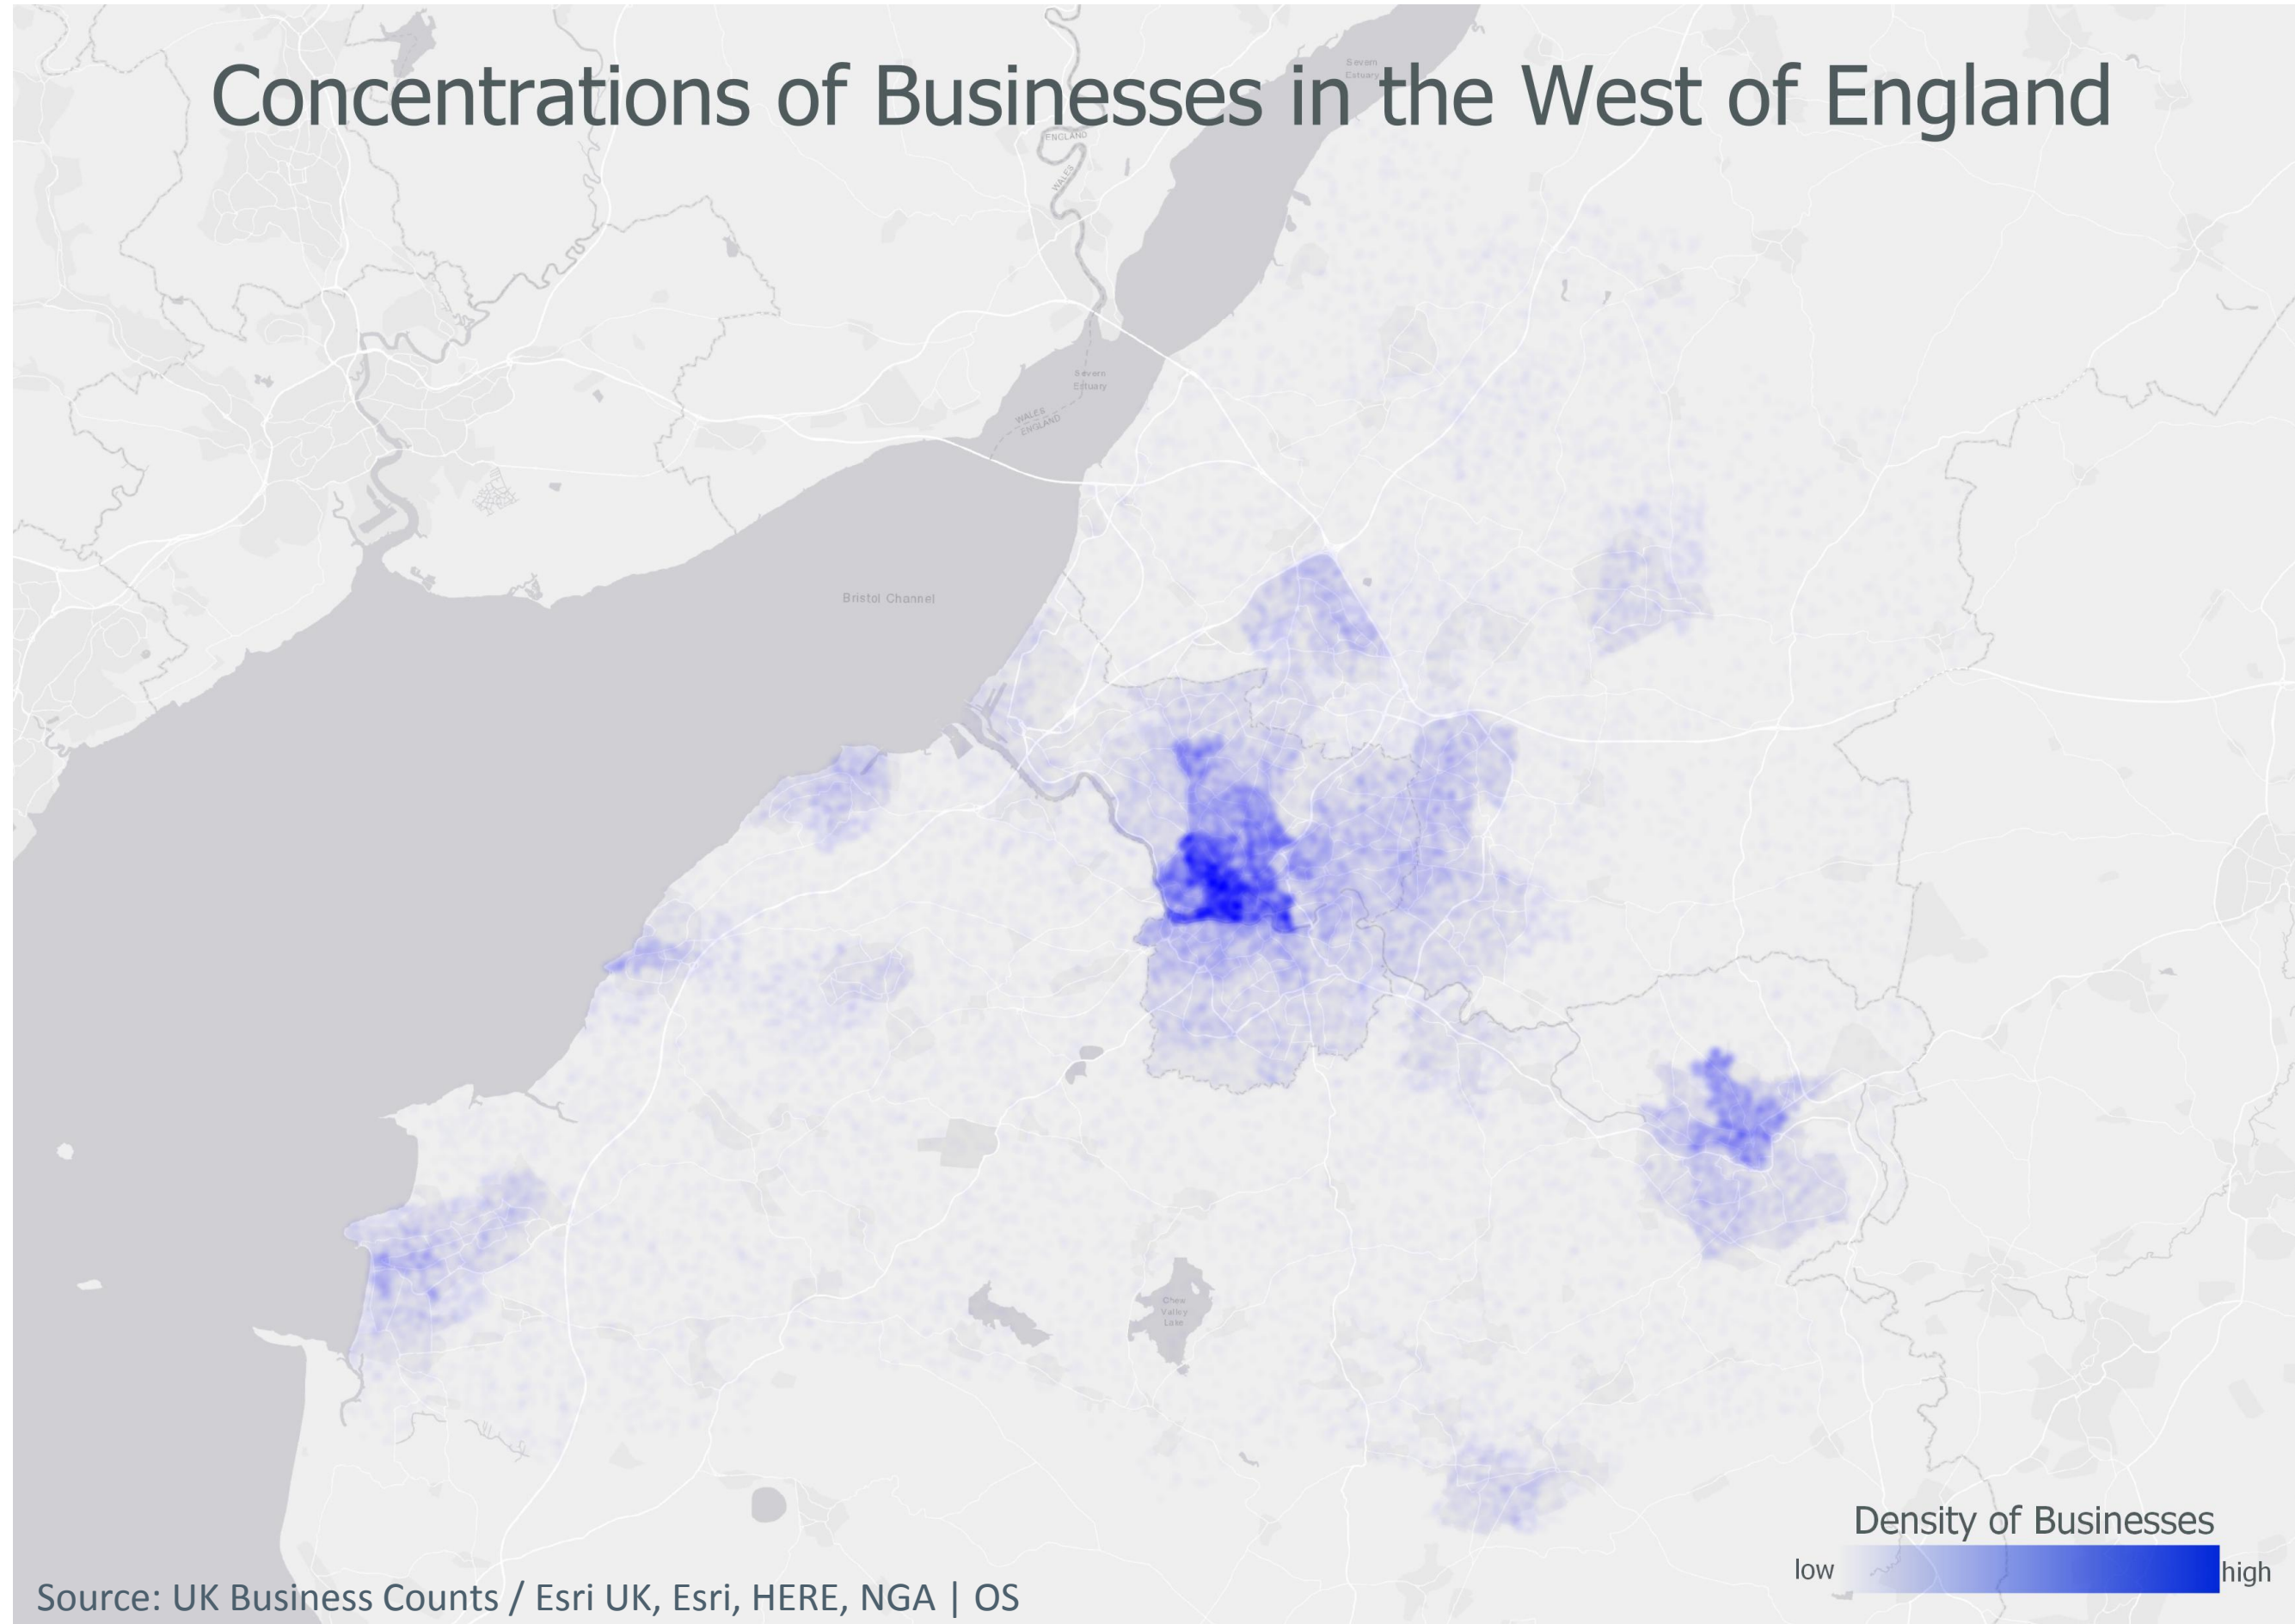 Concentrations of Businesses in the West of England
Severn
Estuary
ENGLAND
WALES
Severn
Estuary
WALES
ENGLAND
Bristol Channel
Chew
Valley
Lake
Density of Businesses
low
high
Source: UK Business Counts / Esri UK, Esri, HERE, NGA | OS